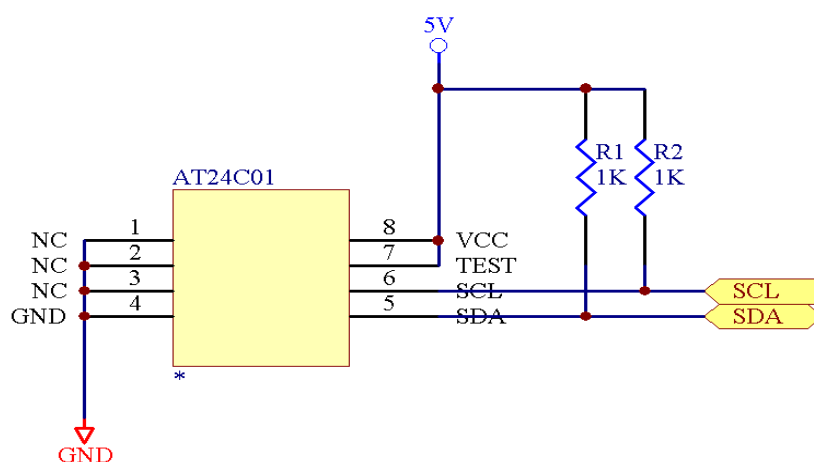 5V
R1
1K
R2
1K
AT24C01
NC 1
NC 2
NC 3
GND 4
8 VCC
7 TEST
6 SCL
5 SDA
SCL
SDA
*
GND